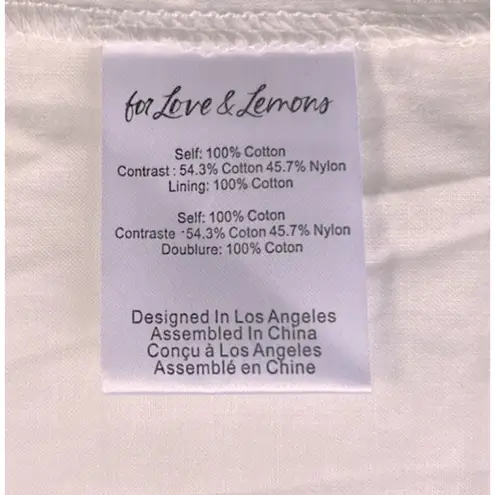 for Love & Lemons
Self: 100% Cotton
Contrast : 54.3% Cotton 45.7% Nylon
Lining: 100% Cotton
Self: 100% Coton
Contraste :54.3% Coton 45.7% Nylon
Doublure: 100% Coton
Designed In Los Angeles
Assembled In China
Conçu à Los Angeles
Assemblé en Chine